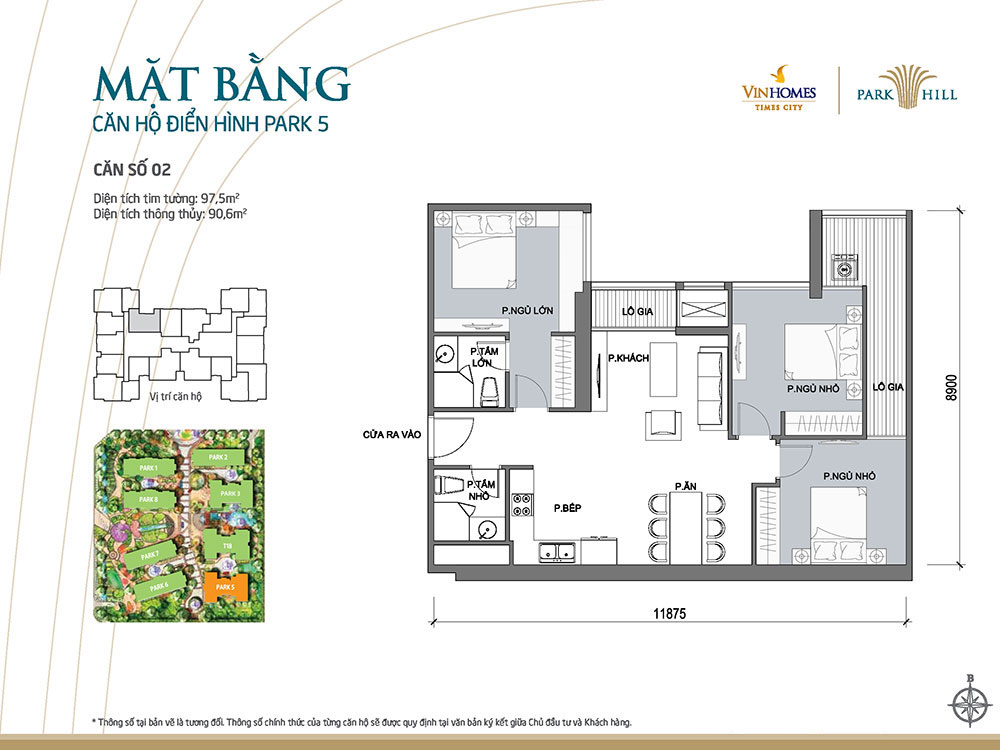 MẶT BẰNG
CĂN HỘ ĐIỂN HÌNH PARK 5
VINHOMES
TIMES CITY
PARK HILL
CĂN SỐ 02
Diện tích tim tường: 97,5m²
Diện tích thông thủy: 90,6m²
Vị trí căn hộ
PARK 1
PARK 2
PARK 8
PARK 3
PARK 7
T18
PARK 6
PARK 5
P.NGỦ LỚN
LÔ GIA
P.TẮM
LỚN
P.KHÁCH
P.NGỦ NHỎ
LÔ GIA
CỬA RA VÀO
P.TẮM
NHỎ
P.BẾP
P.ĂN
P.NGỦ NHỎ
8900
11875
B
* Thông số tại bản vẽ là tương đối. Thông số chính thức của từng căn hộ sẽ được quy định tại văn bản ký kết giữa Chủ đầu tư và Khách hàng.